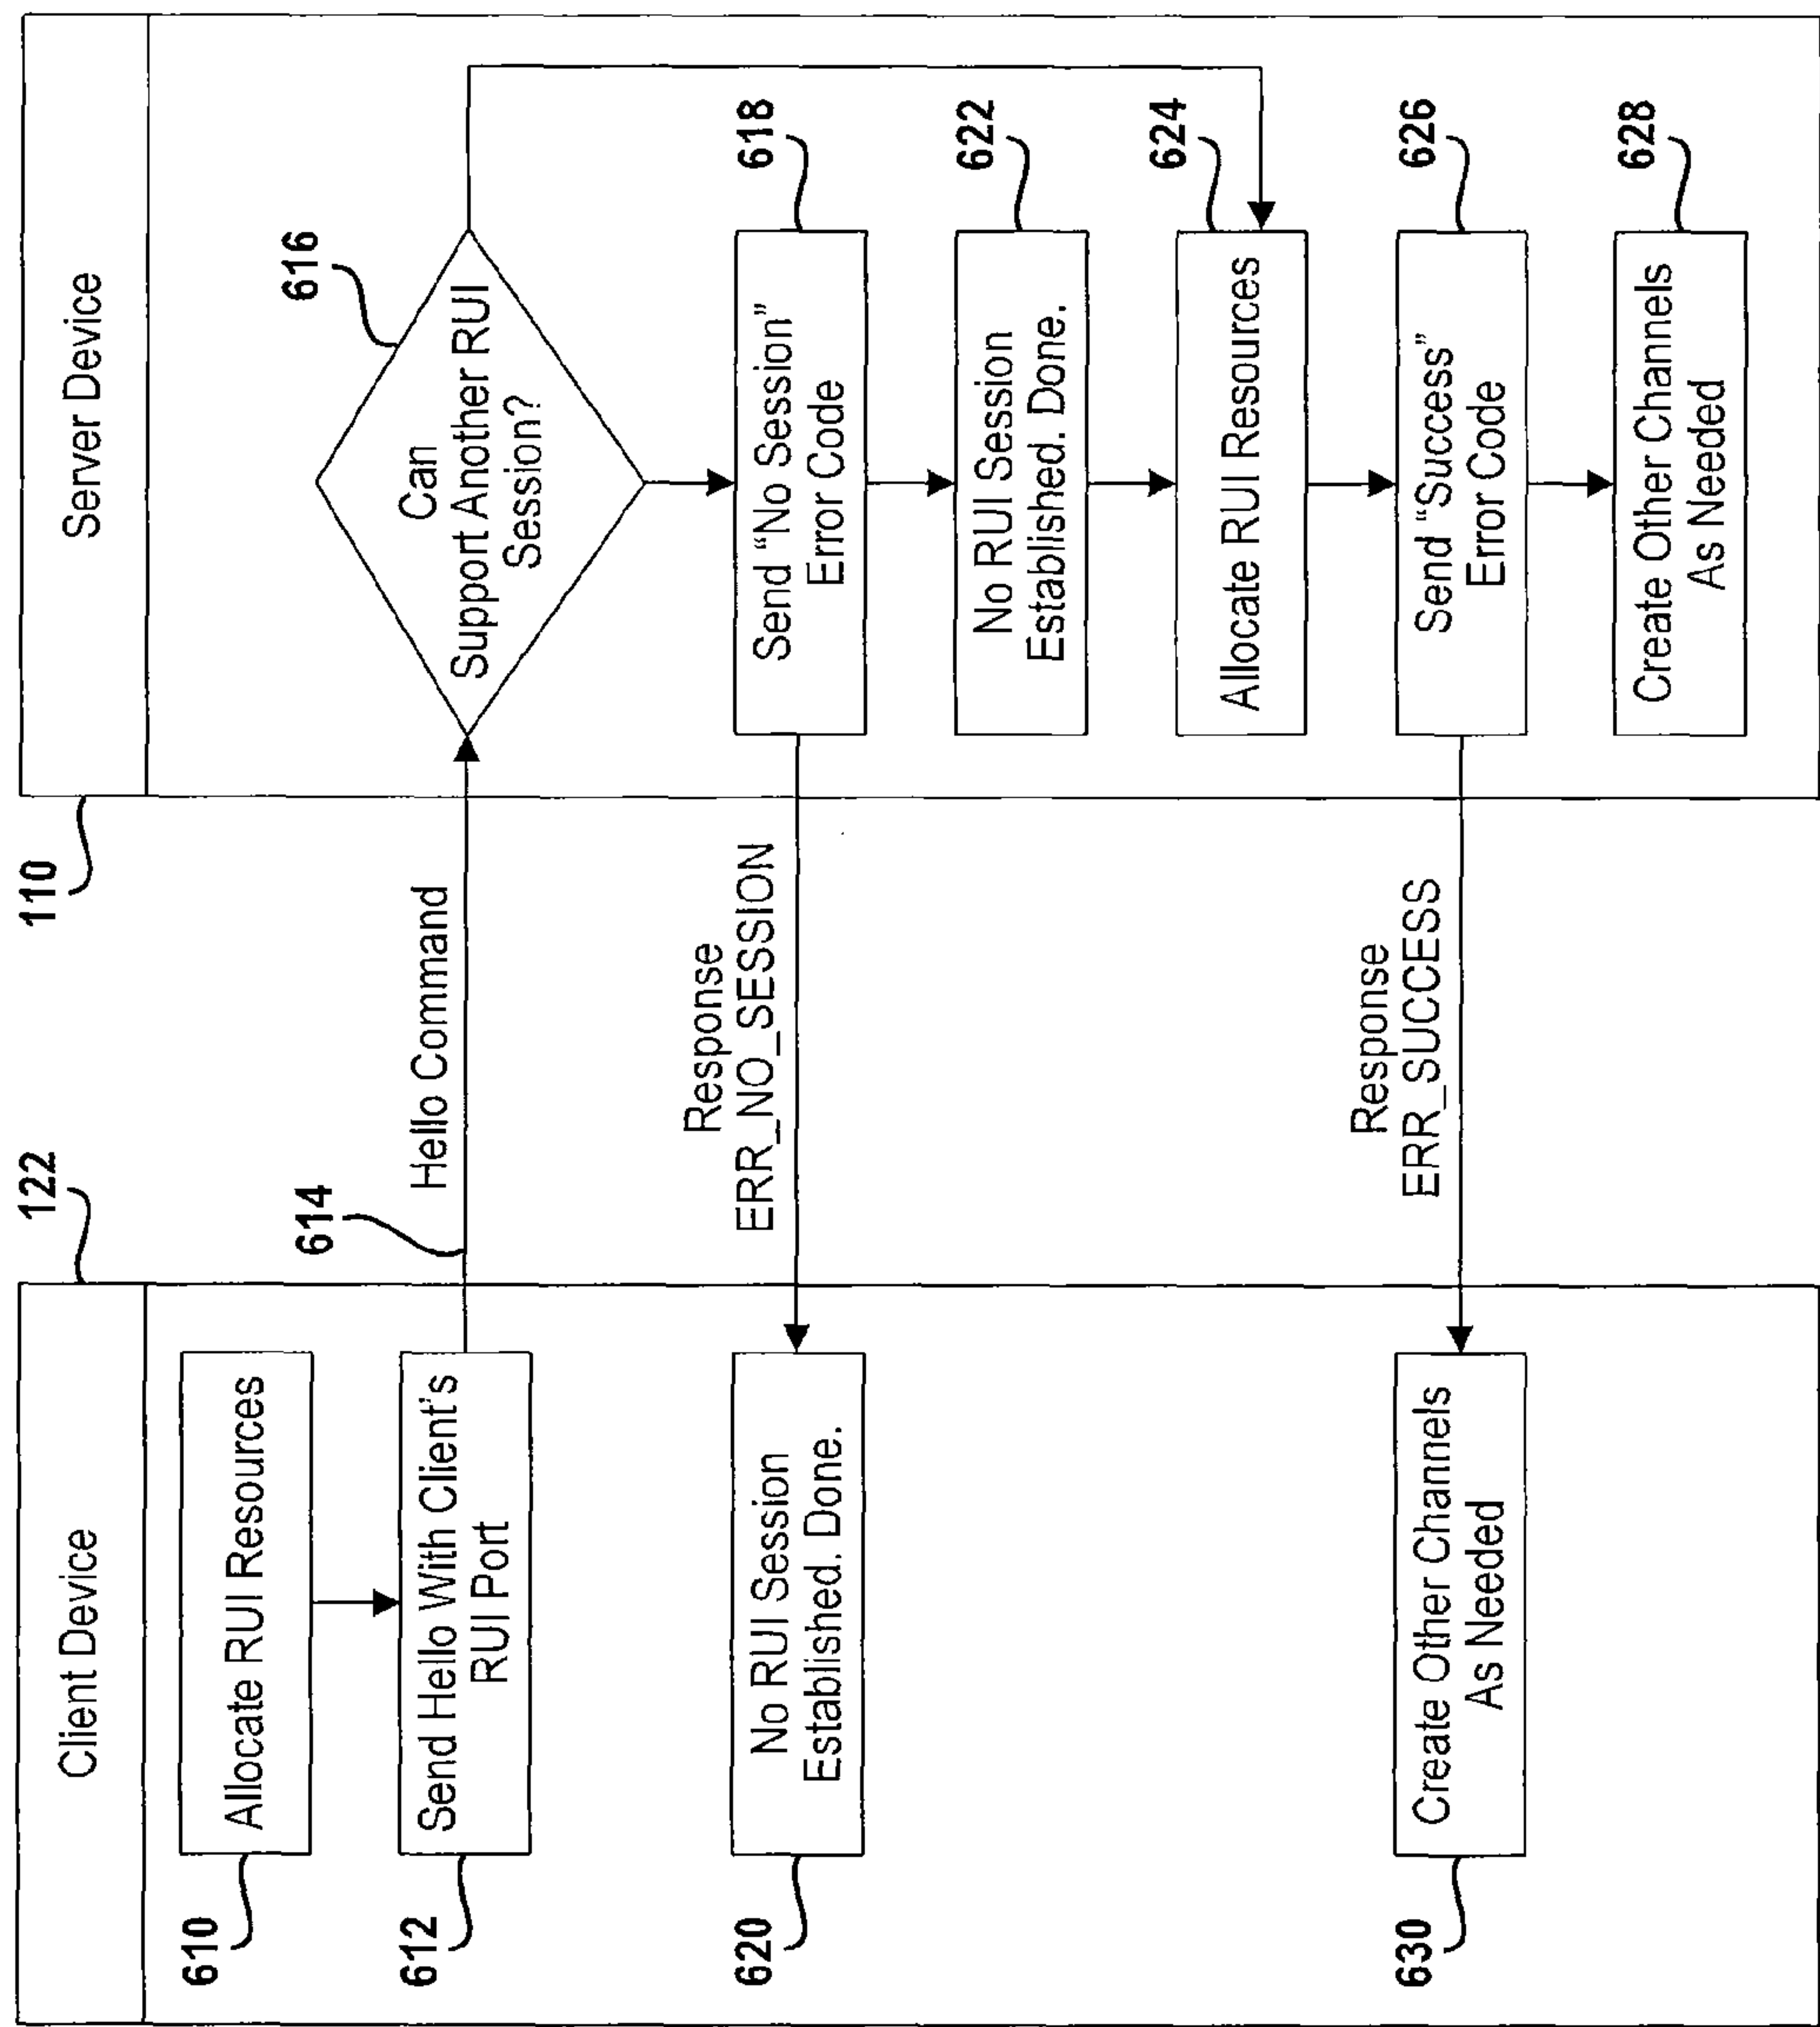 Client Device
122
610
Allocate RUI Resources
612
Send Hello With Client's
RUI Port
614
Hello Command
620
No RUI Session
Established. Done.
Response
ERR_NO_SESSION
630
Create Other Channels
As Needed
Response
ERR_SUCCESS
110
Server Device
616
Can
Support Another RUI
Session?
618
Send “No Session”
Error Code
622
No RUI Session
Established. Done.
624
Allocate RUI Resources
626
Send “Success”
Error Code
628
Create Other Channels
As Needed